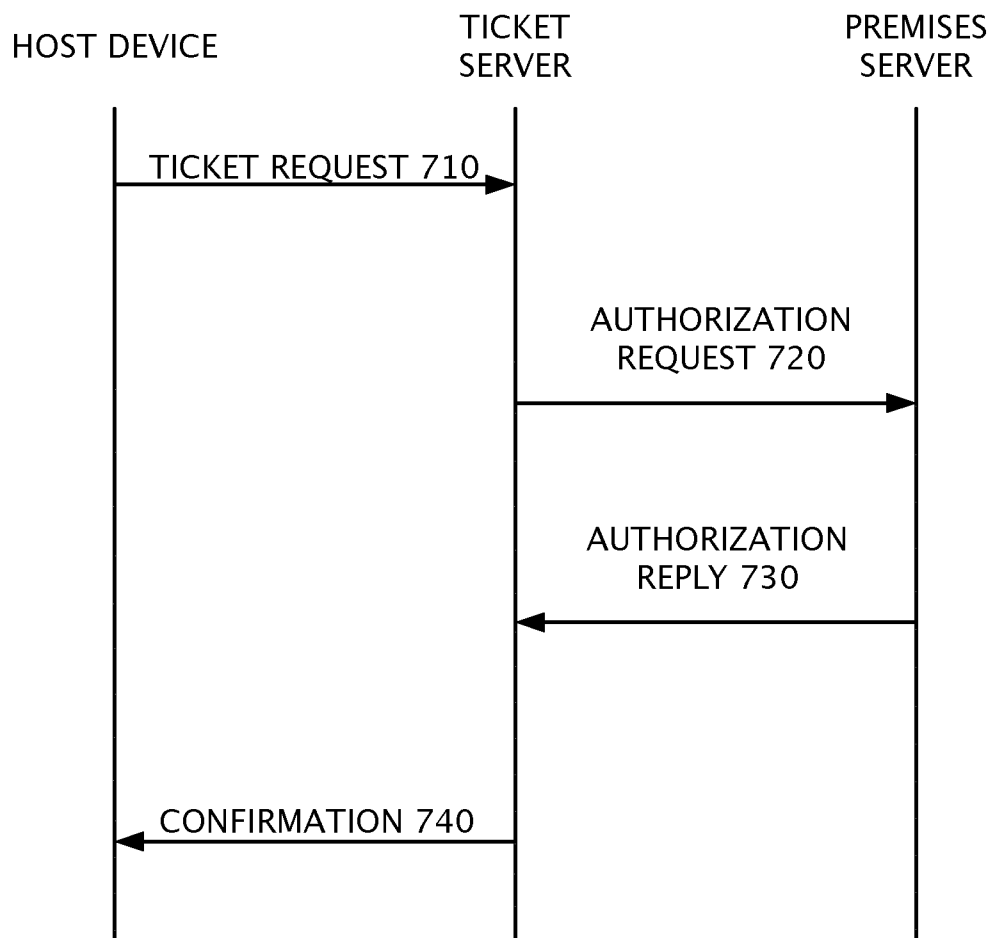 HOST DEVICE
TICKET
SERVER
PREMISES
SERVER
TICKET REQUEST 710
AUTHORIZATION
REQUEST 720
AUTHORIZATION
REPLY 730
CONFIRMATION 740